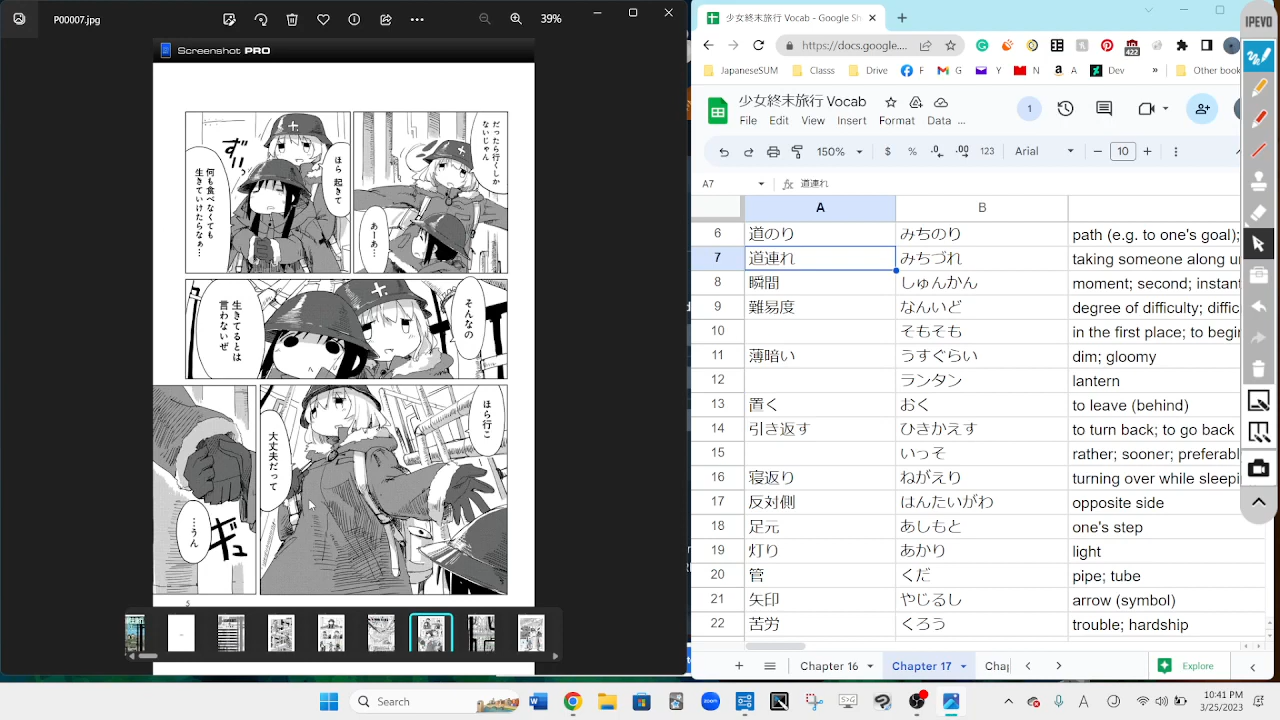 P00007.jpg
39%
Screenshot PRO
だったら行くしか
ないじゃん
あーあ…
ほら 起きて
ずいっ
何も食べなくても
生きていけたらなぁ…
そんなの
生きてるとは
言わないぜ
ほら行こ
大丈夫だって
…うん
ギュ
5
少女終末旅行 Vocab - Google Sh
https://docs.google....
422
JapaneseSUM
Classs
Drive
F
G
Y
N
A
Dev
»
Other book
少女終末旅行 Vocab
1
File Edit View Insert Format Data ...
150%
$ % .0 .00 123 Arial 10
A7
道連れ
A B
6 道のり みちのり path (e.g. to one's goal);
7 道連れ みちづれ taking someone along u
8 瞬間 しゅんかん moment; second; instan
9 難易度 なんいど degree of difficulty; diffic
10 そもそも in the first place; to begin
11 薄暗い うすぐらい dim; gloomy
12 ランタン lantern
13 置く おく to leave (behind)
14 引き返す ひきかえす to turn back; to go back
15 いっそ rather; sooner; preferabl
16 寝返り ねがえり turning over while sleepi
17 反対側 はんたいがわ opposite side
18 足元 あしもと one's step
19 灯り あかり light
20 管 くだ pipe; tube
21 矢印 やじるし arrow (symbol)
22 苦労 くろう trouble; hardship
Chapter 16 Chapter 17 Chap
Explore
IPEVO
Search
zoom
A
10:41 PM